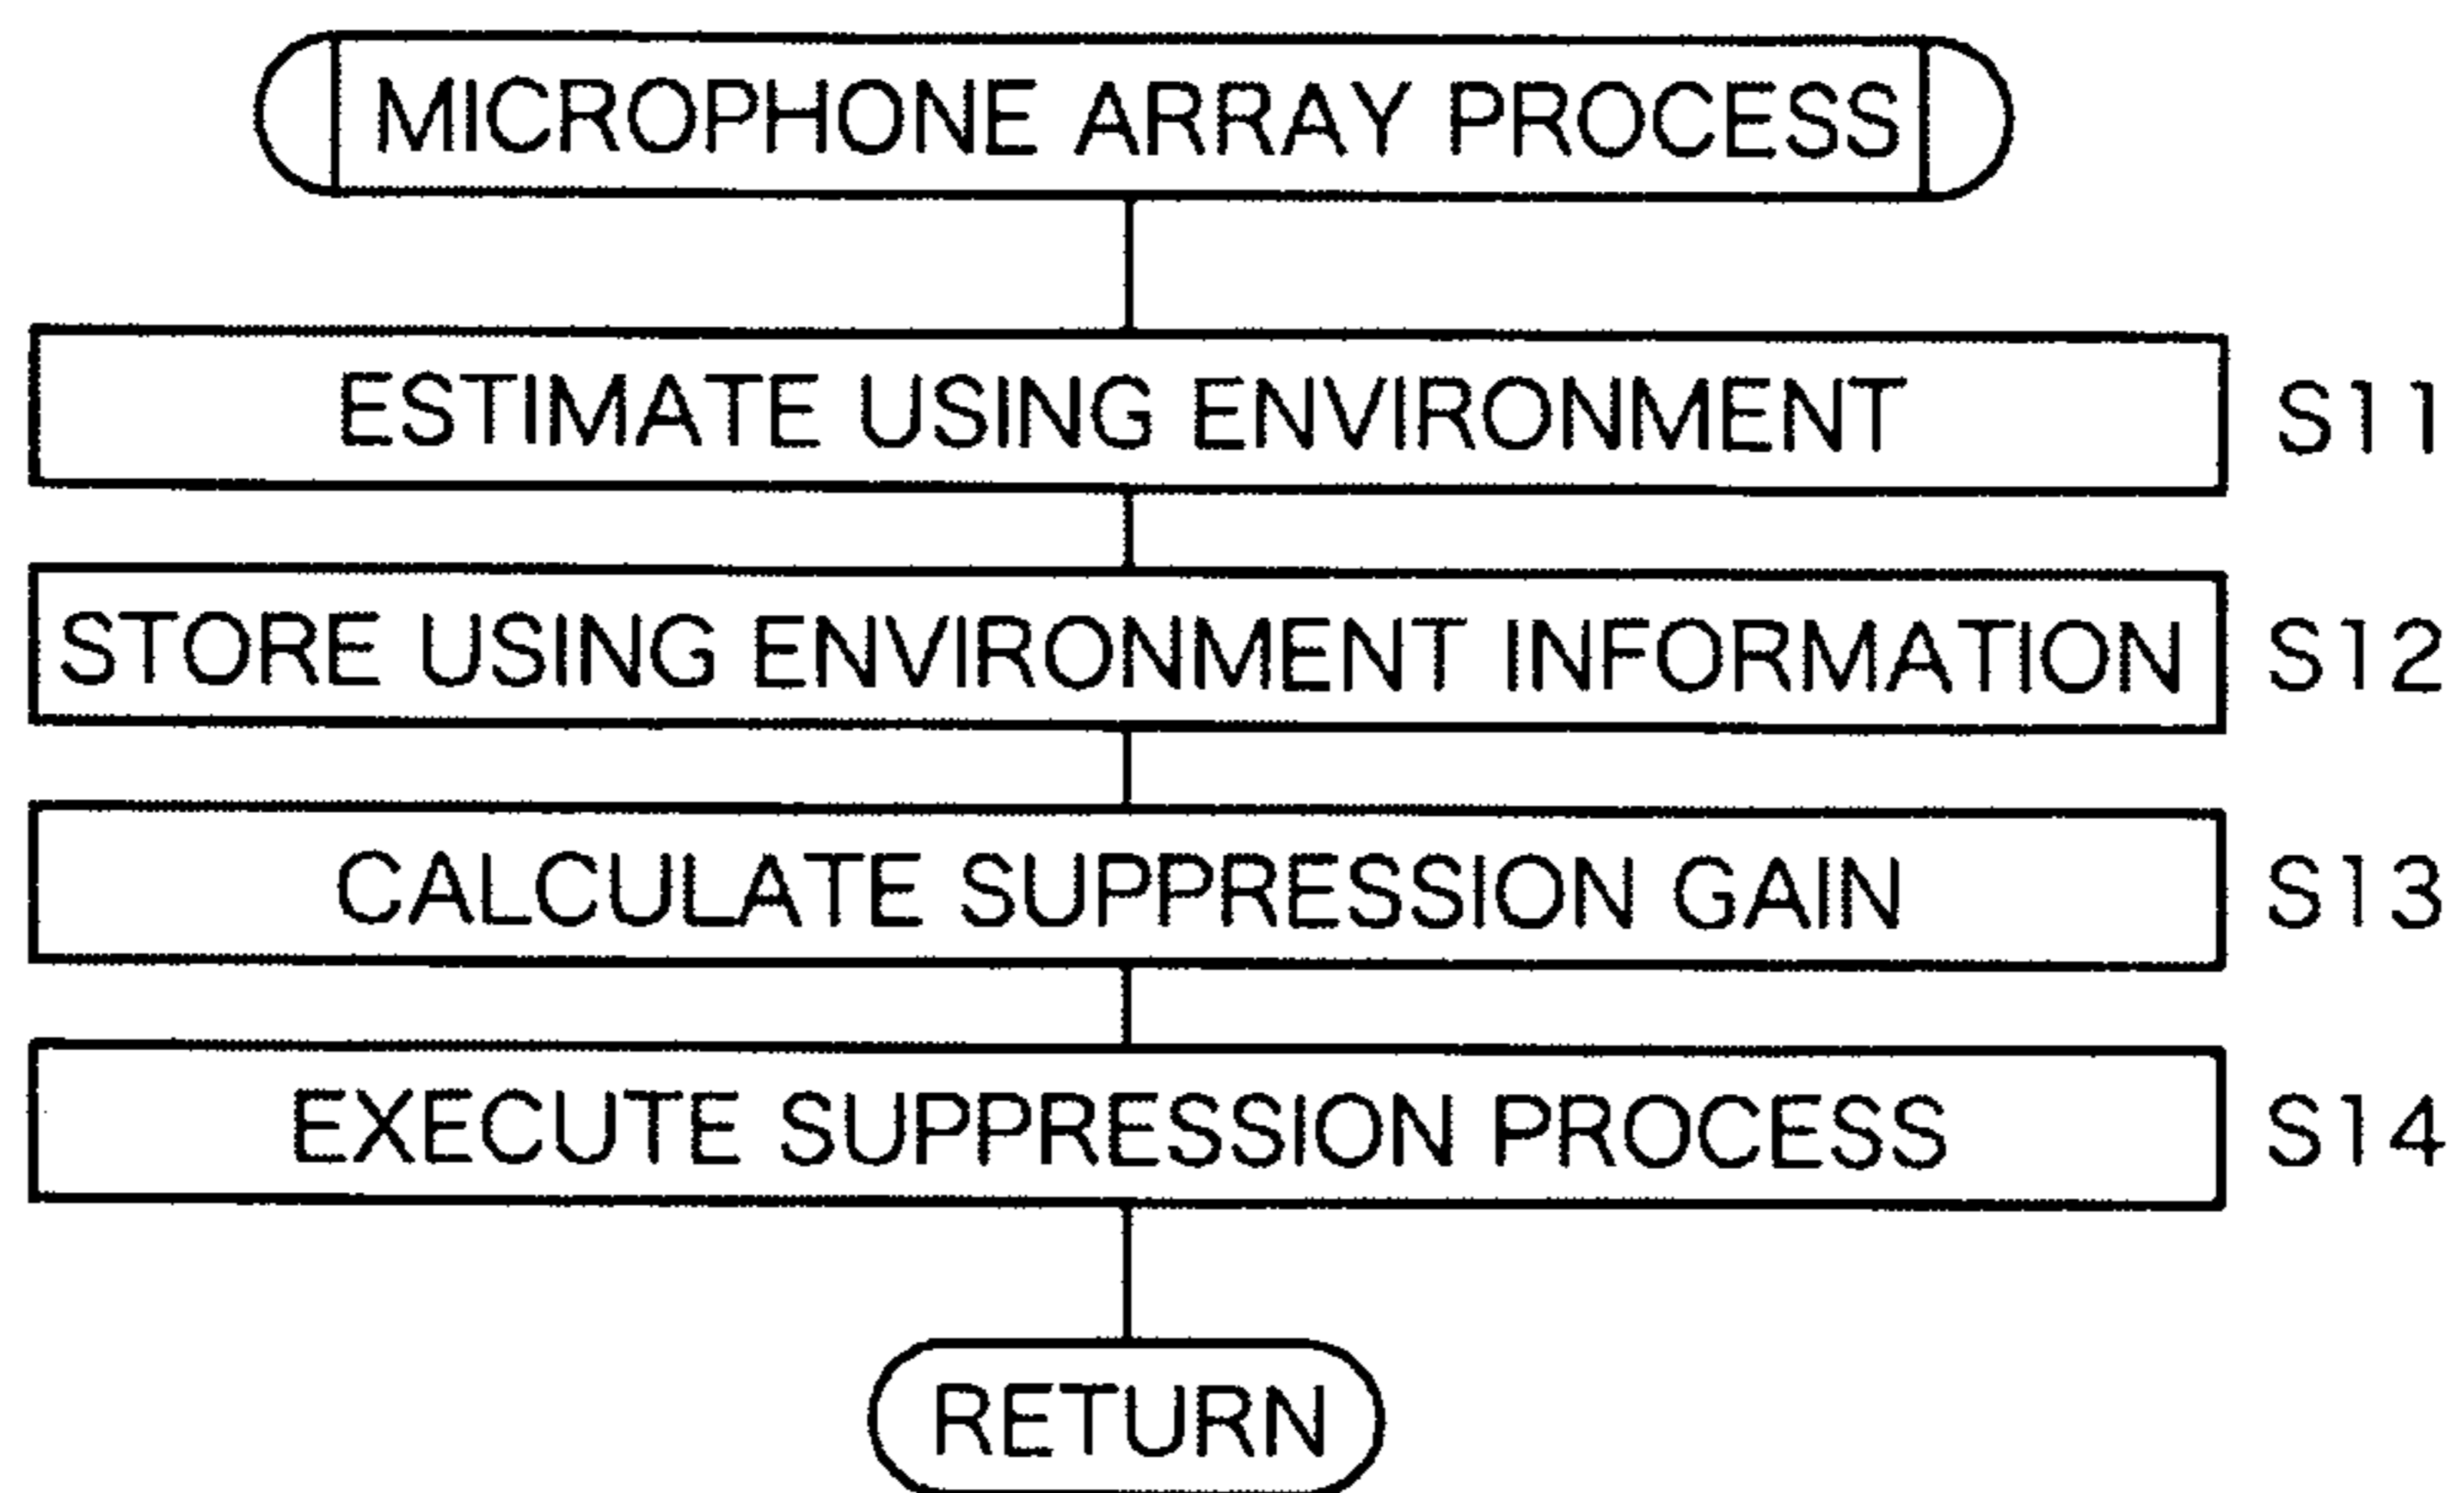 MICROPHONE ARRAY PROCESS
ESTIMATE USING ENVIRONMENT S11
STORE USING ENVIRONMENT INFORMATION S12
CALCULATE SUPPRESSION GAIN S13
EXECUTE SUPPRESSION PROCESS S14
RETURN